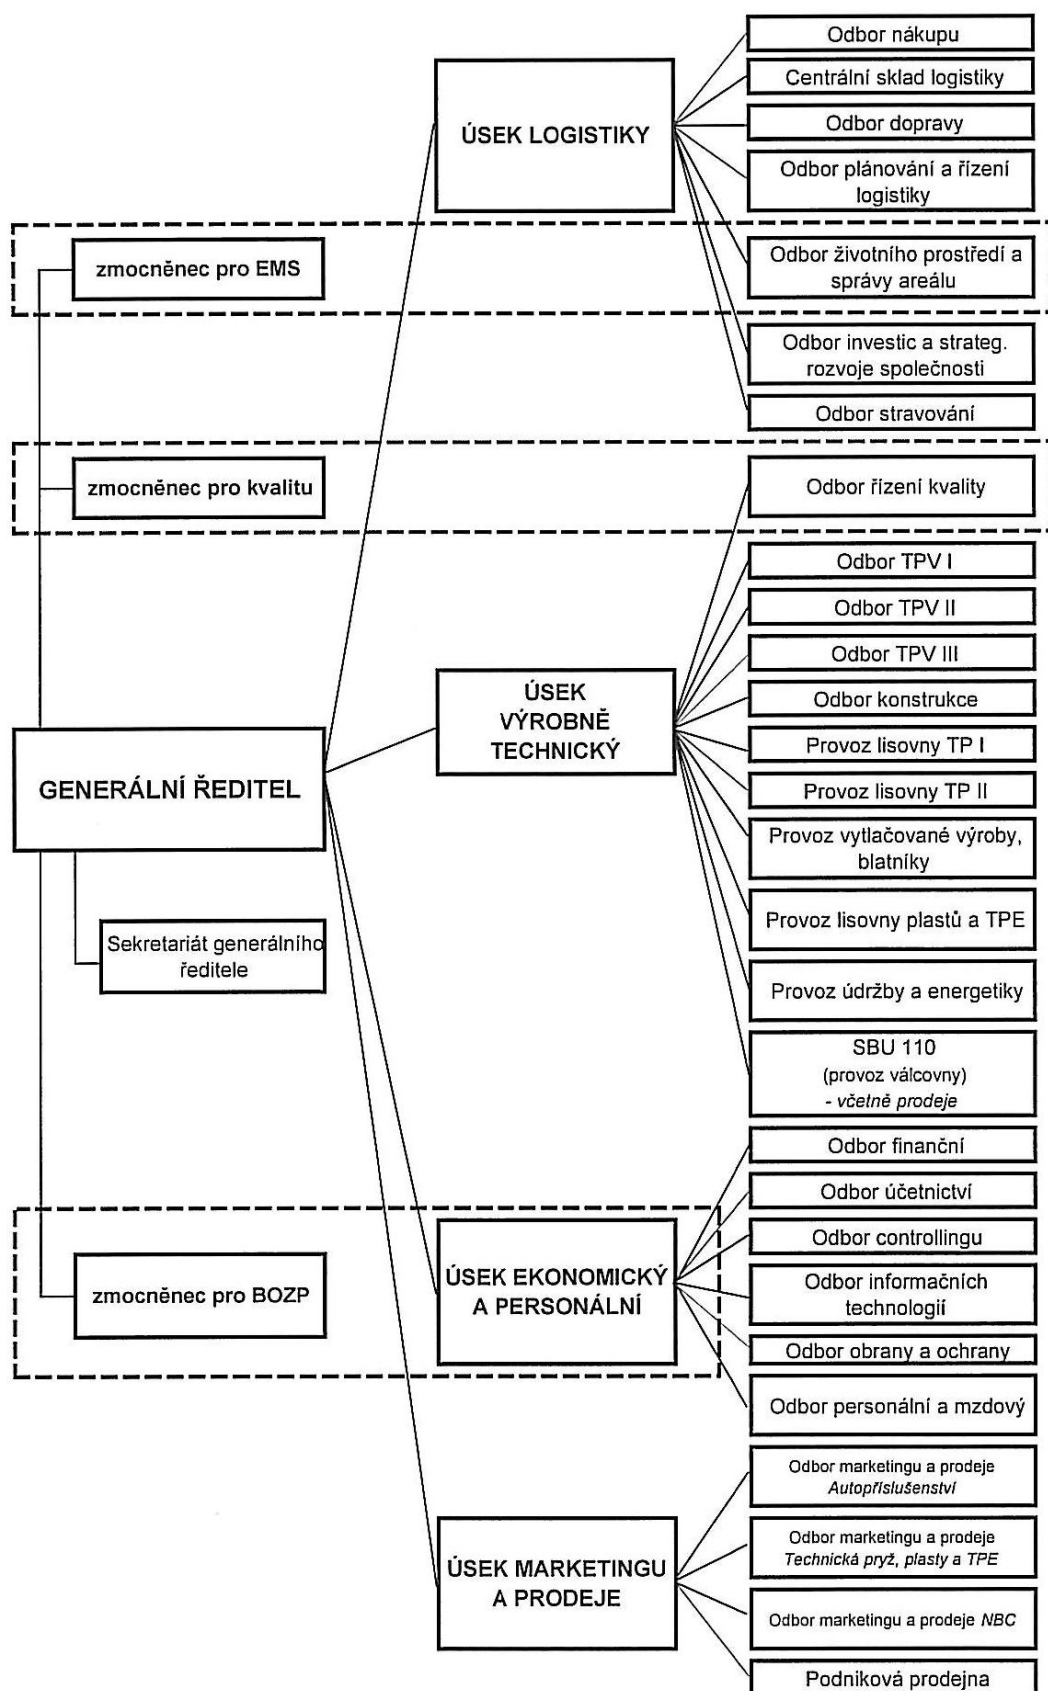 Odbor nákupu
Centrální sklad logistiky
ÚSEK LOGISTIKY
Odbor dopravy
Odbor plánování a řízení
logistiky
zmocněnec pro EMS
Odbor životního prostředí a
správy areálu
Odbor investic a strateg.
rozvoje společnosti
Odbor stravování
zmocněnec pro kvalitu
Odbor řízení kvality
Odbor TPV I
Odbor TPV II
Odbor TPV III
ÚSEK
VÝROBNĚ
TECHNICKÝ
Odbor konstrukce
Provoz lisovny TP I
GENERÁLNÍ ŘEDITEL
Provoz lisovny TP II
Provoz vytlačované výroby,
blatníky
Provoz lisovny plastů a TPE
Sekretariát generálního
ředitele
Provoz údržby a energetiky
SBU 110
(provoz válcovny)
- včetně prodeje
Odbor finanční
Odbor účetnictví
Odbor controllingu
zmocněnec pro BOZP
ÚSEK EKONOMICKÝ
A PERSONÁLNÍ
Odbor informačních
technologií
Odbor obrany a ochrany
Odbor personální a mzdový
Odbor marketingu a prodeje
Autopříslušenství
ÚSEK MARKETINGU
A PRODEJE
Odbor marketingu a prodeje
Technická pryž, plasty a TPE
Odbor marketingu a prodeje NBC
Podniková prodejna